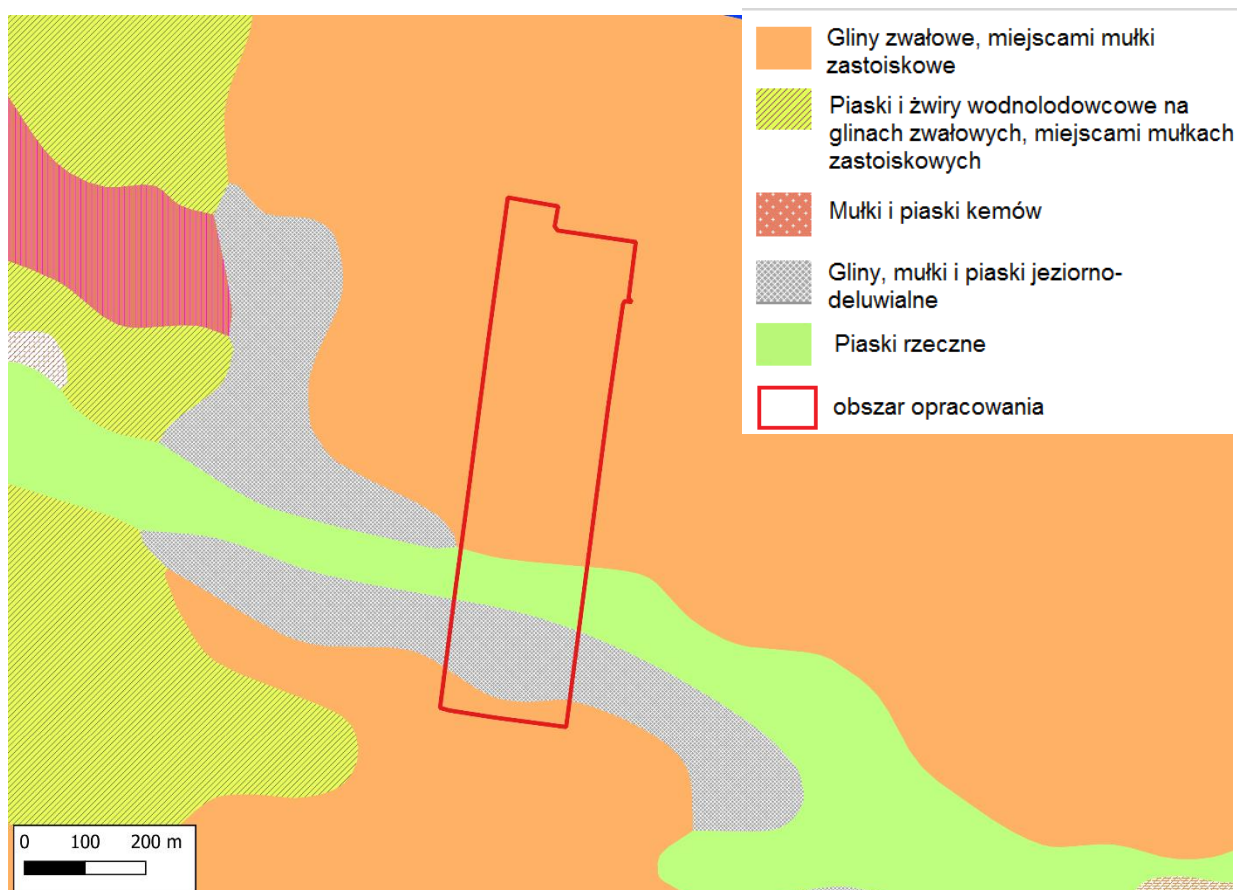 Gliny zwałowe, miejscami mułki
zastoiskowe
Piaski i żwiry wodnolodowcowe na
glinach zwałowych, miejscami mułkach
zastoiskowych
Mułki i piaski kemów
Gliny, mułki i piaski jeziorno-
deluwialne
Piaski rzeczne
obszar opracowania
0 100 200 m